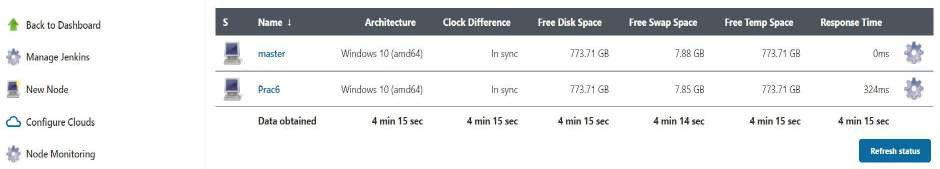 Back to Dashboard
Manage Jenkins
New Node
Configure Clouds
Node Monitoring
S Name ↓ Architecture Clock Difference Free Disk Space Free Swap Space Free Temp Space Response Time
master Windows 10 (amd64) In sync 773.71 GB 7.88 GB 773.71 GB 0ms
Prac6 Windows 10 (amd64) In sync 773.71 GB 7.85 GB 773.71 GB 324ms
Data obtained 4 min 15 sec 4 min 15 sec 4 min 15 sec 4 min 14 sec 4 min 15 sec 4 min 15 sec
Refresh status